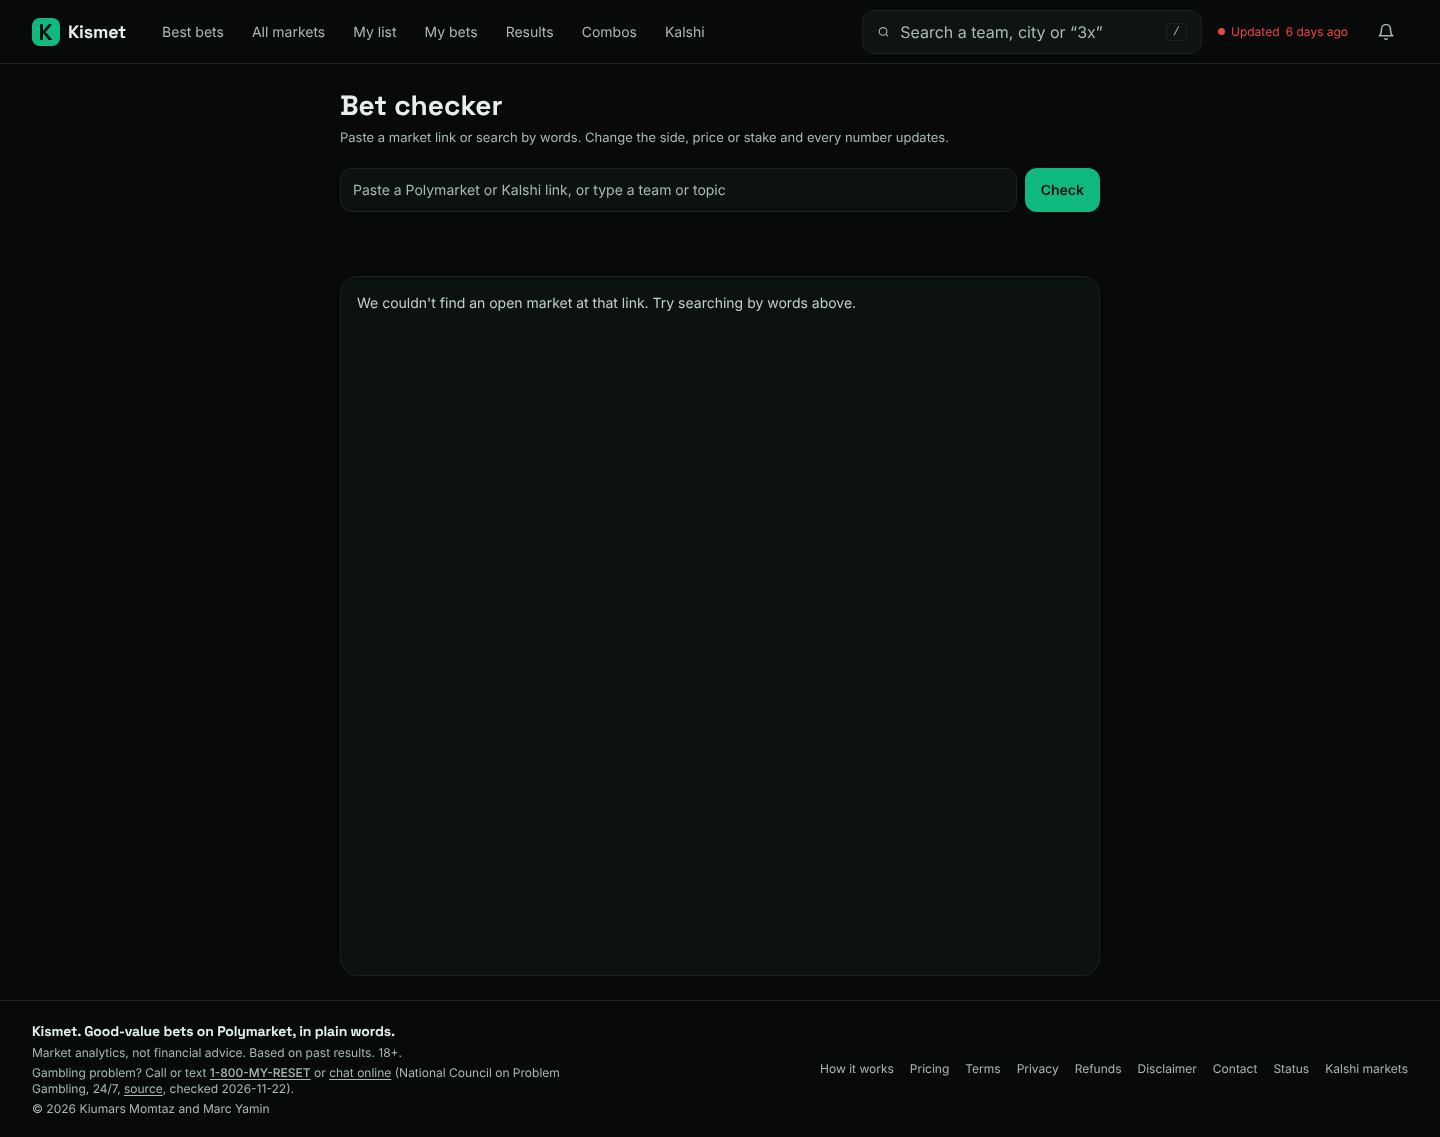 K Kismet
Best bets
All markets
My list
My bets
Results
Combos
Kalshi
Search a team, city or “3x”
/
Updated 6 days ago
Bet checker
Paste a market link or search by words. Change the side, price or stake and every number updates.
Paste a Polymarket or Kalshi link, or type a team or topic
Check
We couldn't find an open market at that link. Try searching by words above.
Kismet. Good-value bets on Polymarket, in plain words.
Market analytics, not financial advice. Based on past results. 18+.
Gambling problem? Call or text 1-800-MY-RESET or chat online (National Council on Problem
Gambling, 24/7, source, checked 2026-11-22).
© 2026 Kiumars Momtaz and Marc Yamin
How it works
Pricing
Terms
Privacy
Refunds
Disclaimer
Contact
Status
Kalshi markets